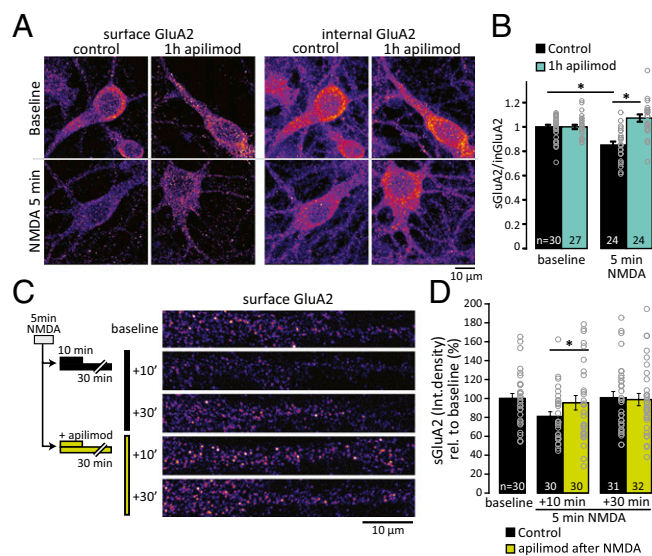 A
surface GluA2
internal GluA2
control
1h apilimod
control
1h apilimod
Baseline
NMDA 5 min
10 µm
B
Control
1h apilimod
*
*
sGluA2/inGluA2
1.2
1
0.8
0.6
0.4
0.2
0
n=30
27
24
24
baseline
5 min
NMDA
C
surface GluA2
5min
NMDA
baseline
10 min
30 min
+10'
+30'
+ apilimod
30 min
+10'
+30'
10 µm
D
sGluA2 (Int.density)
rel. to baseline (%)
200
180
160
140
120
100
80
60
40
20
0
*
n=30
30
30
31
32
baseline
+10 min
+30 min
5 min NMDA
Control
apilimod after NMDA